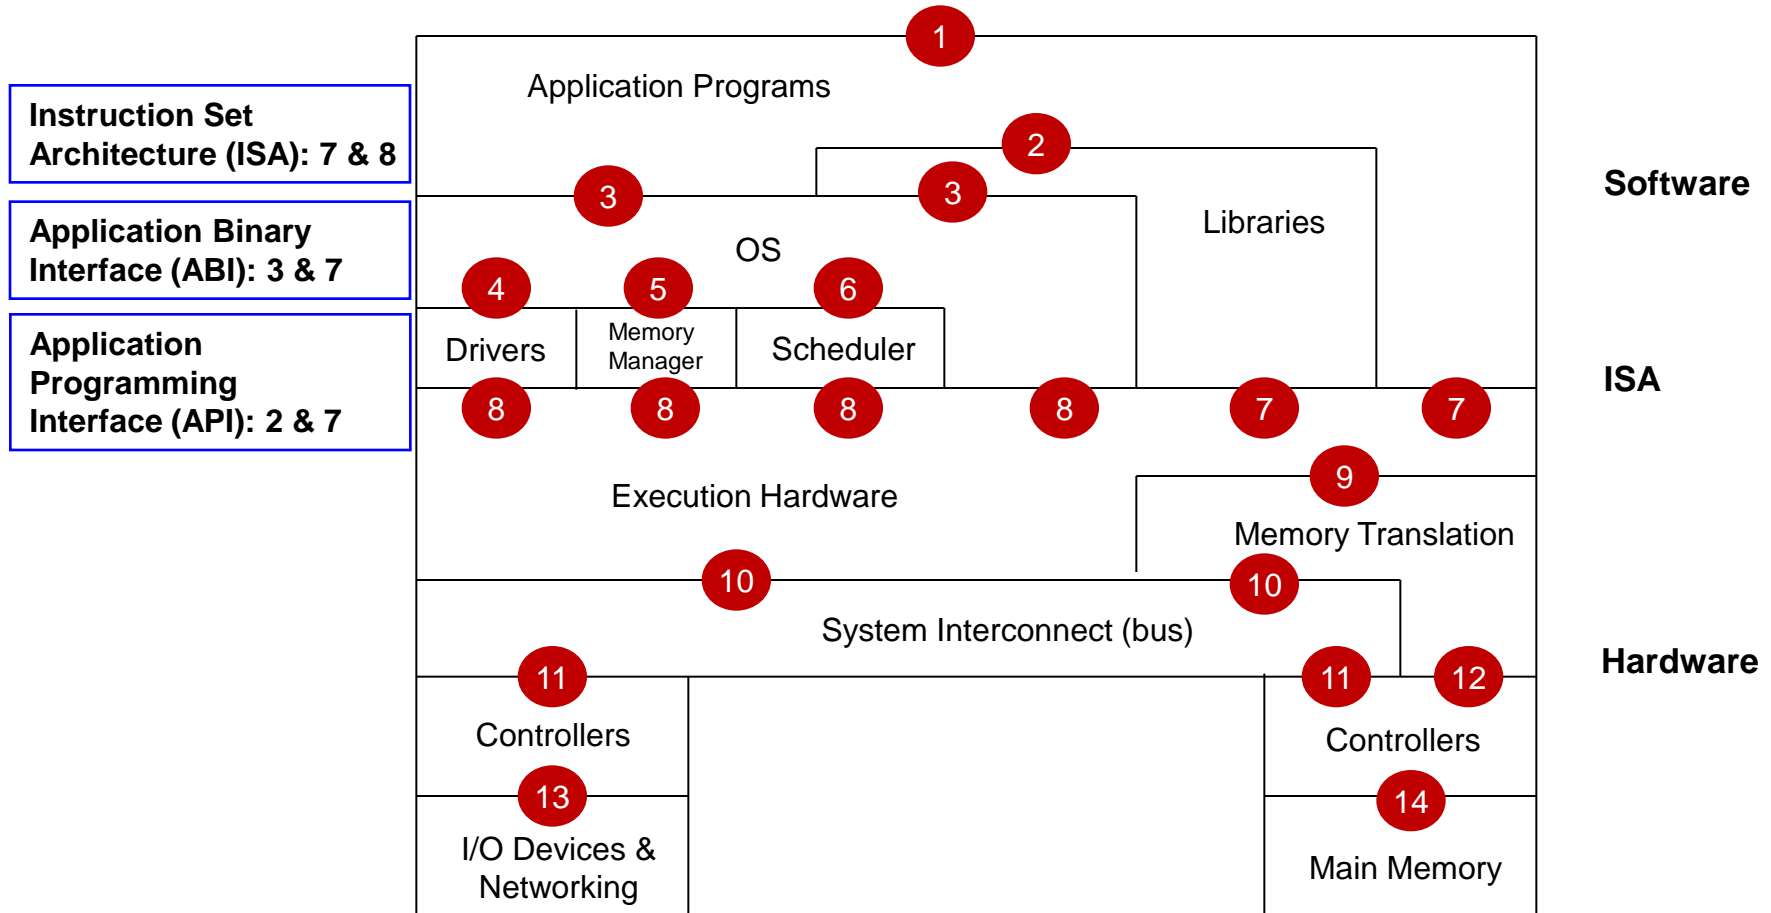 1
Application Programs
Instruction Set
Architecture (ISA): 7 & 8
2
Software
3
3
Libraries
Application Binary
Interface (ABI): 3 & 7
OS
4
5
6
Application
Programming
Interface (API): 2 & 7
Drivers
Memory
Manager
Scheduler
ISA
8
8
8
8
7
7
9
Execution Hardware
Memory Translation
10
10
System Interconnect (bus)
Hardware
11
11
12
Controllers
Controllers
13
14
I/O Devices &
Networking
Main Memory